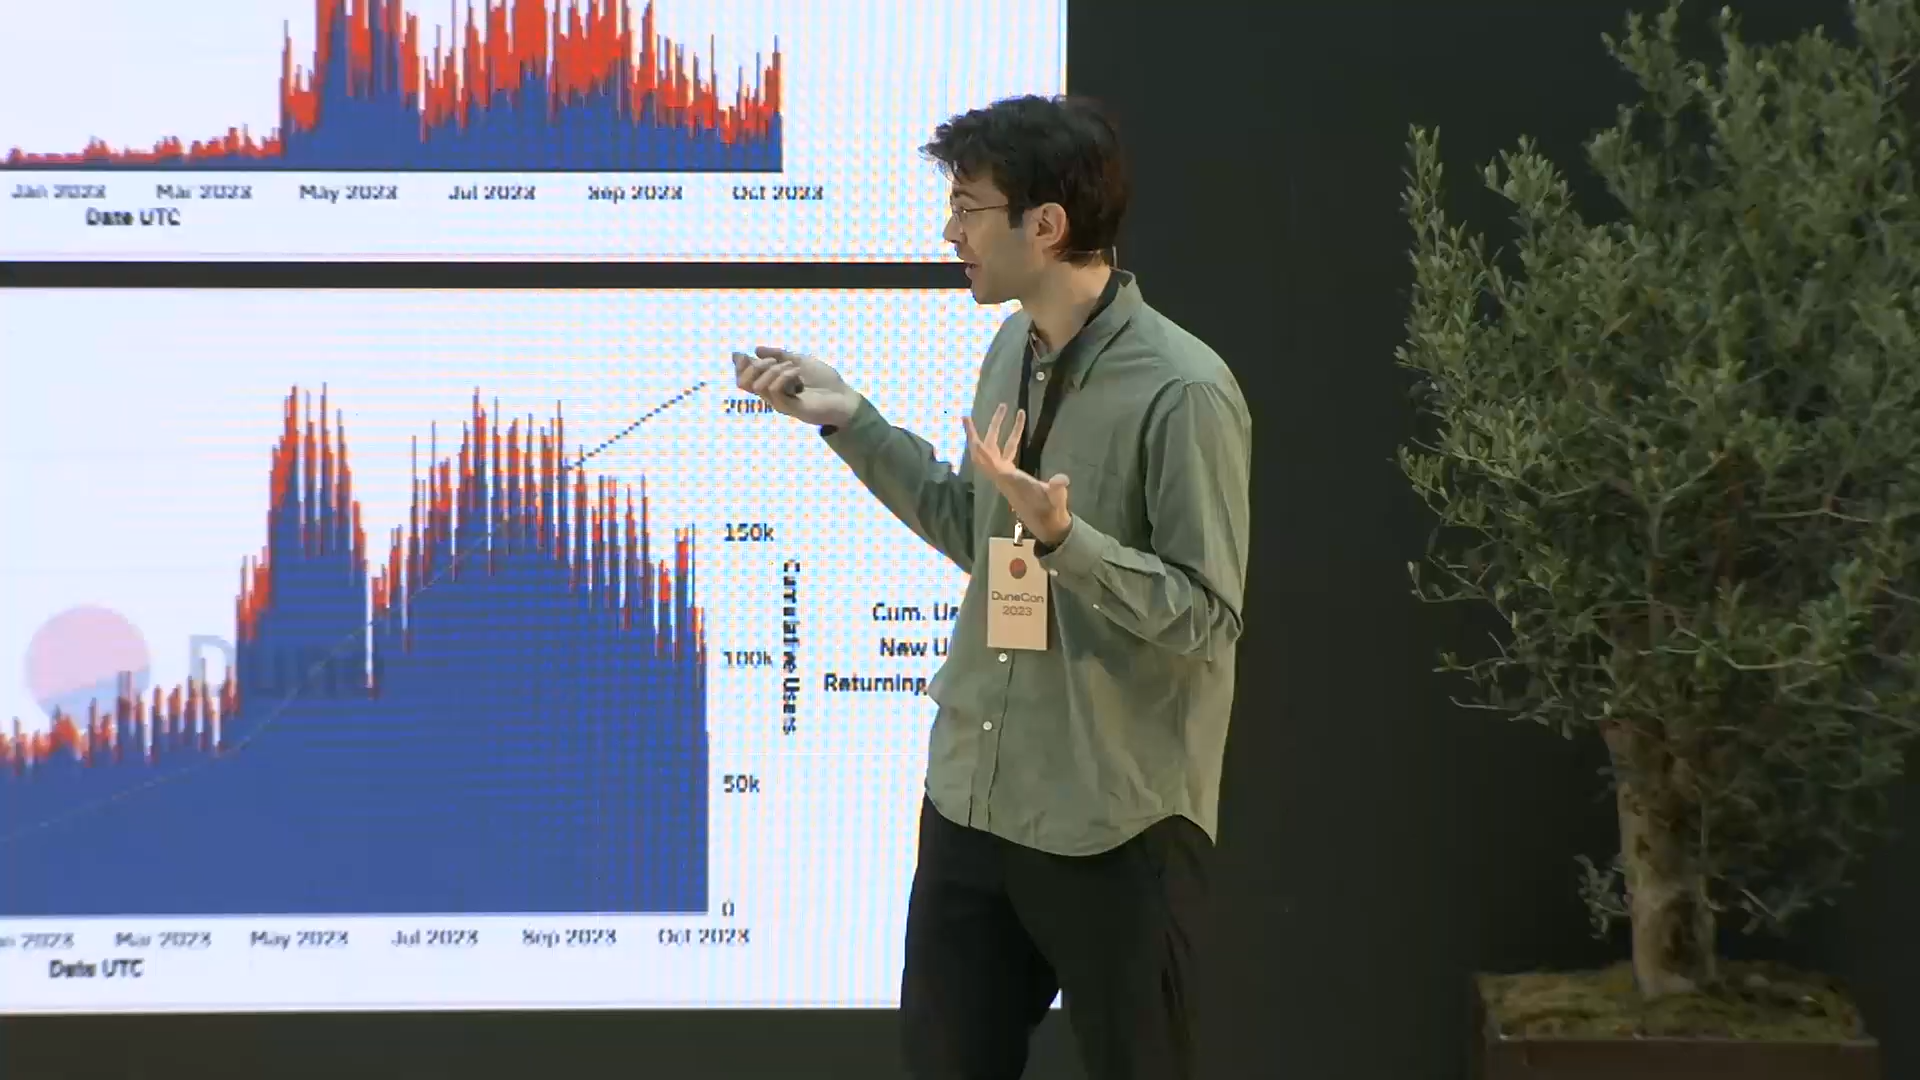 Jan 2023 Mar 2023 May 2023 Jul 2023 Sep 2023 Oct 2023
Date UTC
200k
150k
100k
50k
0
Cumulative Users
Cum. Us
New U
Returning
Dune
2023 Mar 2023 May 2023 Jul 2023 Sep 2023 Oct 2023
Date UTC
DuneCon
2023